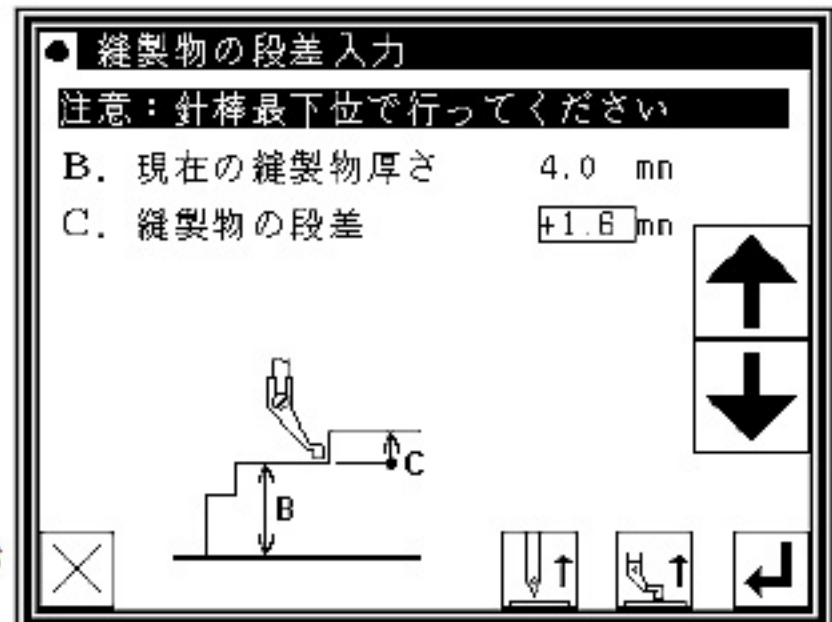 縫製物の段差入力
注意：針棒最下位で行ってください
B. 現在の縫製物厚さ 4.0 mm
C. 縫製物の段差 +1.6 mm
C
B